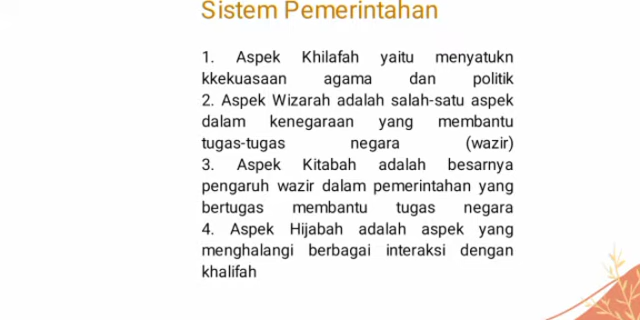 Sistem Pemerintahan
1. Aspek Khilafah yaitu menyatukn
kkekuasaan agama dan politik
2. Aspek Wizarah adalah salah-satu aspek
dalam kenegaraan yang membantu
tugas-tugas negara (wazir)
3. Aspek Kitabah adalah besarnya
pengaruh wazir dalam pemerintahan yang
bertugas membantu tugas negara
4. Aspek Hijabah adalah aspek yang
menghalangi berbagai interaksi dengan
khalifah